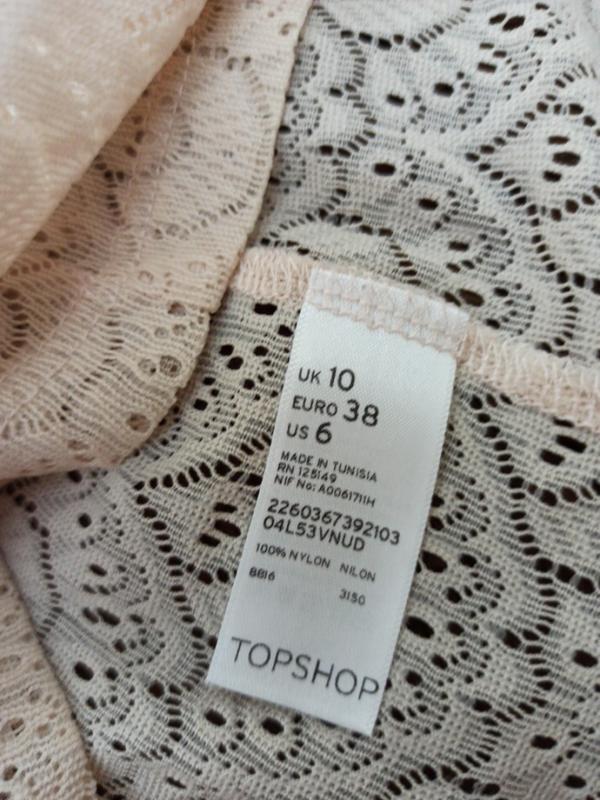 UK 10
EURO 38
US 6
MADE IN TUNISIA
RN 125149
NIF No: A0061711H
2260367392103
04L53VNUD
100% NYLON NILON
8816 3150
TOPSHOP